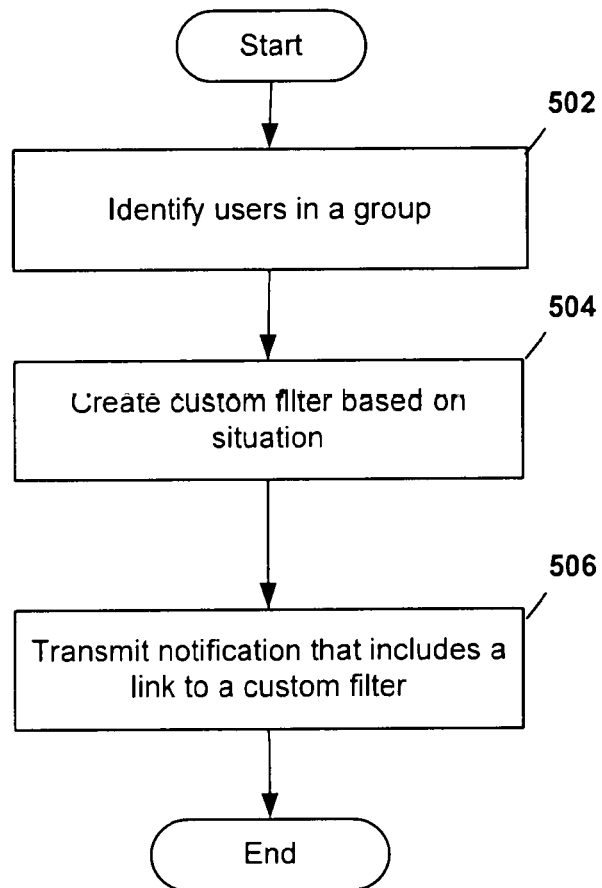 Start
502
Identify users in a group
504
Create custom filter based on
situation
506
Transmit notification that includes a
link to a custom filter
End